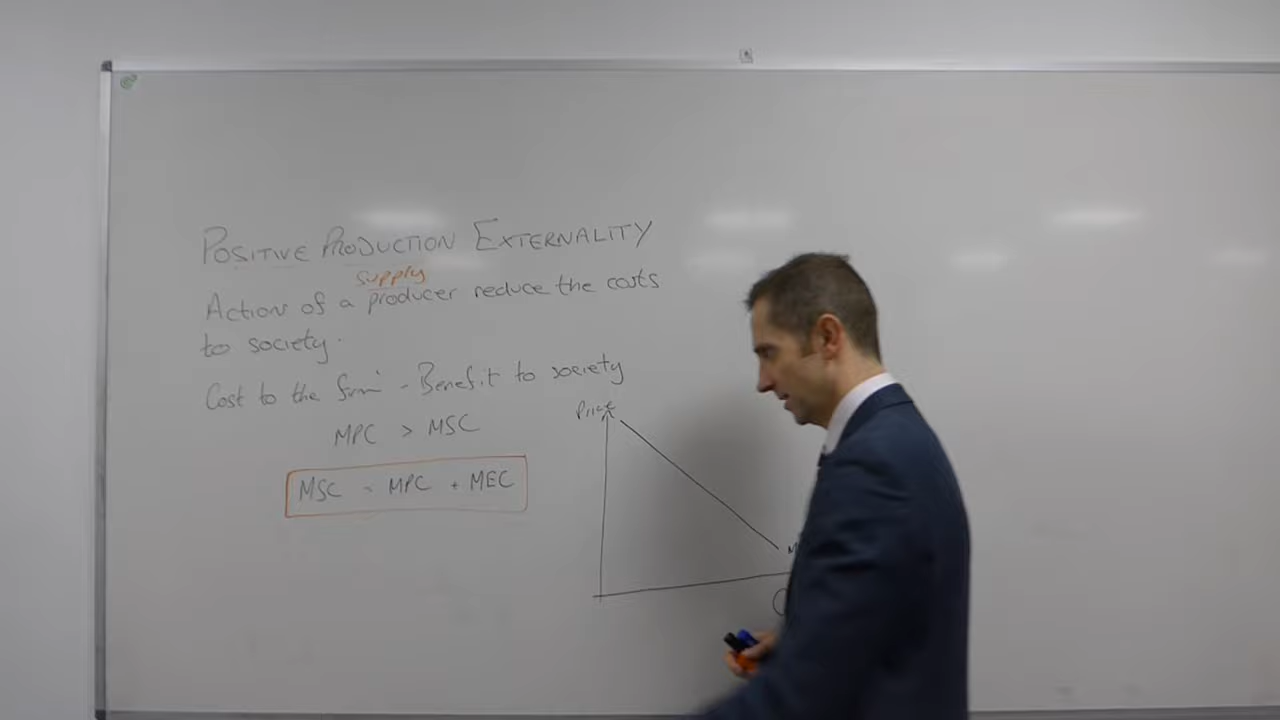 POSITIVE PRODUCTION EXTERNALITY
supply
Actions of a producer reduce the costs
to society.
Cost to the firm - Benefit to society
MPC > MSC
MSC = MPC + MEC
Price